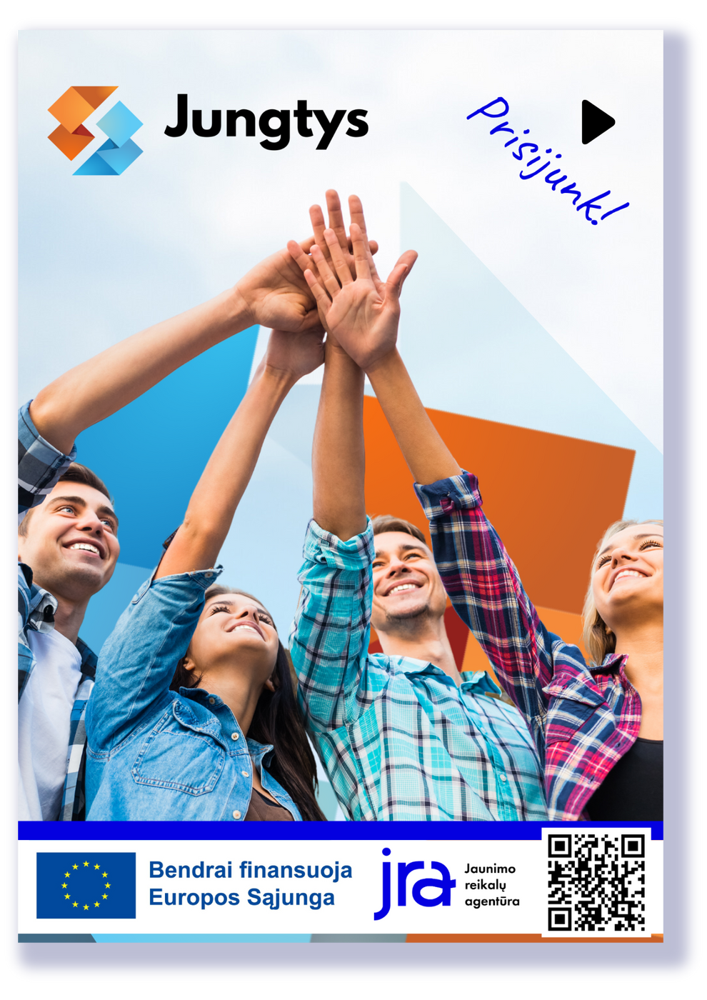 Jungtys
Prisijunk!
Bendrai finansuoja
Europos Sąjunga
jra
Jaunimo
reikalų
agentūra